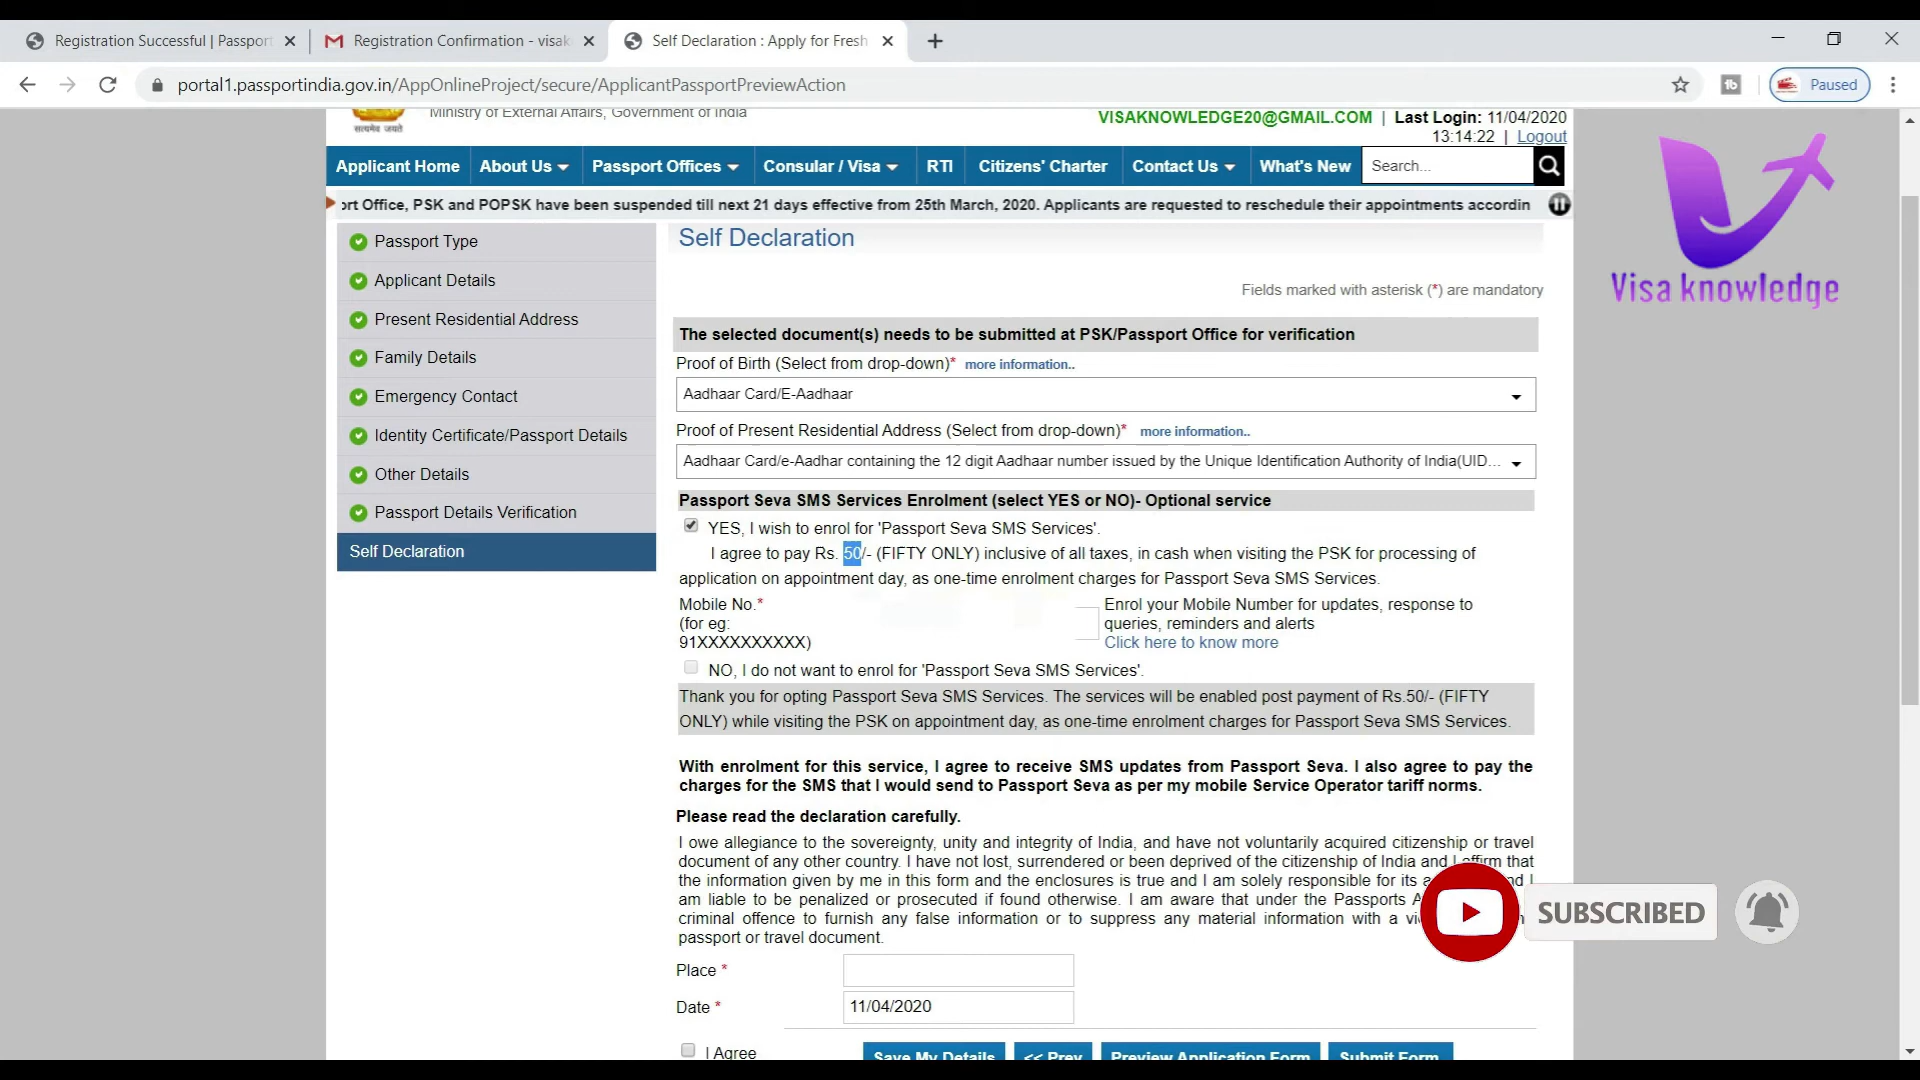 Registration Successful | Passport
Registration Confirmation - visak
Self Declaration : Apply for Fresh
portal1.passportindia.gov.in/AppOnlineProject/secure/ApplicantPassportPreviewAction
Paused
सत्यमेव जयते
Ministry of External Affairs, Government of India
VISAKNOWLEDGE20@GMAIL.COM | Last Login: 11/04/2020
13:14:22 | Logout
Applicant Home About Us Passport Offices Consular / Visa RTI Citizens' Charter Contact Us What's New Search...
ort Office, PSK and POPSK have been suspended till next 21 days effective from 25th March, 2020. Applicants are requested to reschedule their appointments accordin
Passport Type
Applicant Details
Present Residential Address
Family Details
Emergency Contact
Identity Certificate/Passport Details
Other Details
Passport Details Verification
Self Declaration
Self Declaration
Fields marked with asterisk (*) are mandatory
The selected document(s) needs to be submitted at PSK/Passport Office for verification
Proof of Birth (Select from drop-down)* more information..
Aadhaar Card/E-Aadhaar
Proof of Present Residential Address (Select from drop-down)* more information..
Aadhaar Card/e-Aadhar containing the 12 digit Aadhaar number issued by the Unique Identification Authority of India(UID...
Passport Seva SMS Services Enrolment (select YES or NO)- Optional service
YES, I wish to enrol for 'Passport Seva SMS Services'.
I agree to pay Rs. 50/- (FIFTY ONLY) inclusive of all taxes, in cash when visiting the PSK for processing of
application on appointment day, as one-time enrolment charges for Passport Seva SMS Services.
Mobile No.*
(for eg:
91XXXXXXXXXX)
Enrol your Mobile Number for updates, response to
queries, reminders and alerts
Click here to know more
NO, I do not want to enrol for 'Passport Seva SMS Services'.
Thank you for opting Passport Seva SMS Services. The services will be enabled post payment of Rs.50/- (FIFTY
ONLY) while visiting the PSK on appointment day, as one-time enrolment charges for Passport Seva SMS Services.
With enrolment for this service, I agree to receive SMS updates from Passport Seva. I also agree to pay the
charges for the SMS that I would send to Passport Seva as per my mobile Service Operator tariff norms.
Please read the declaration carefully.
I owe allegiance to the sovereignty, unity and integrity of India, and have not voluntarily acquired citizenship or travel
document of any other country. I have not lost, surrendered or been deprived of the citizenship of India and I affirm that
the information given by me in this form and the enclosures is true and I am solely responsible for its a nd I
am liable to be penalized or prosecuted if found otherwise. I am aware that under the Passports A
criminal offence to furnish any false information or to suppress any material information with a vi
passport or travel document.
Place *
Date * 11/04/2020
I Agree
Save My Details << Prev Preview Application Form Submit Form
Visa knowledge
SUBSCRIBED